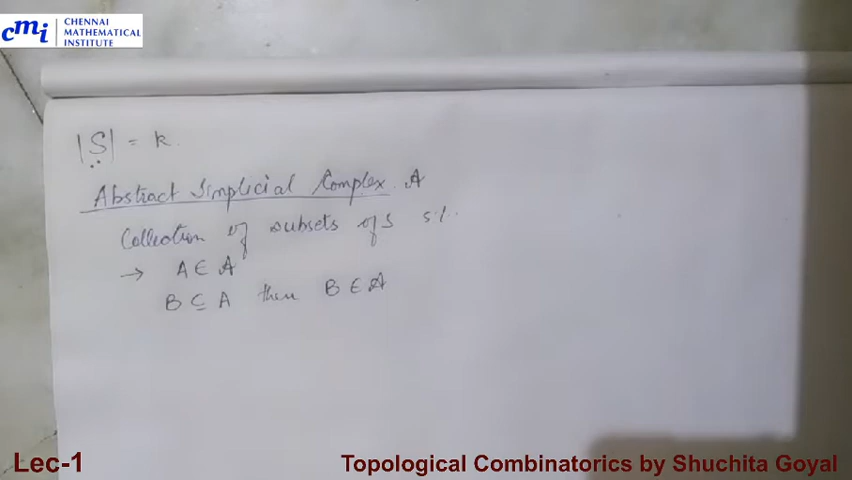 cmi CHENNAI
MATHEMATICAL
INSTITUTE
|S| = k.
Abstract Simplicial Complex. 𝒜
Collection of subsets of S s.t.
→ A ∈ 𝒜
B ⊆ A then B ∈ 𝒜
Lec-1 Topological Combinatorics by Shuchita Goyal